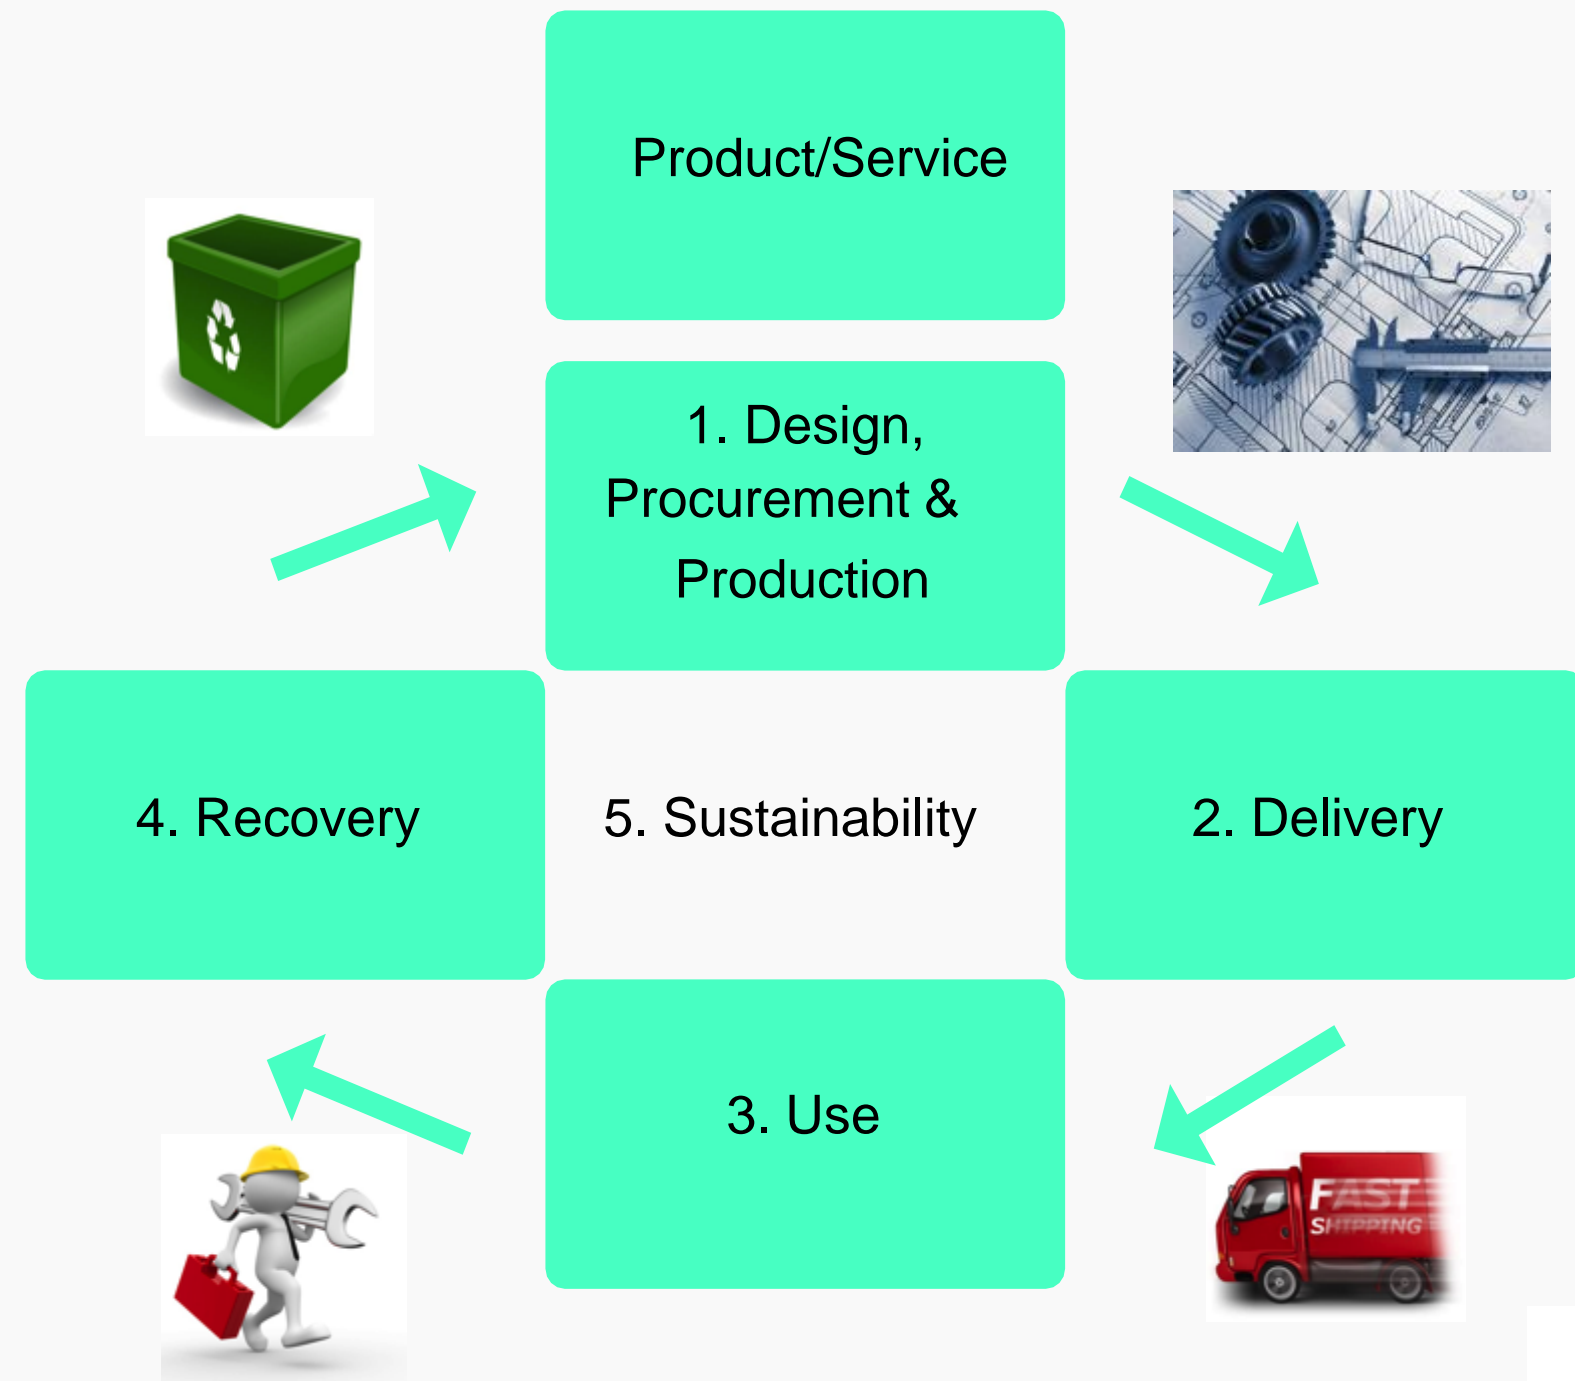 Product/Service
1. Design,
Procurement &
Production
4. Recovery
5. Sustainability
2. Delivery
3. Use
FAST
SHIPPING